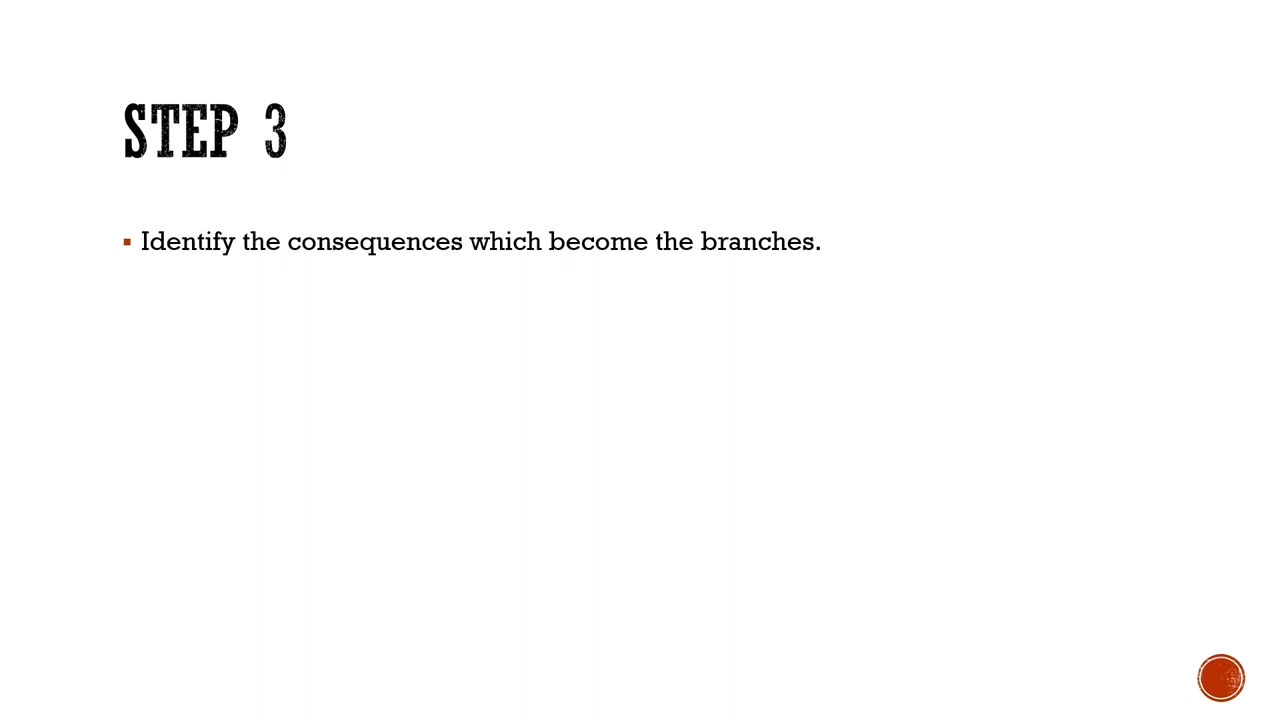 STEP 3
Identify the consequences which become the branches.